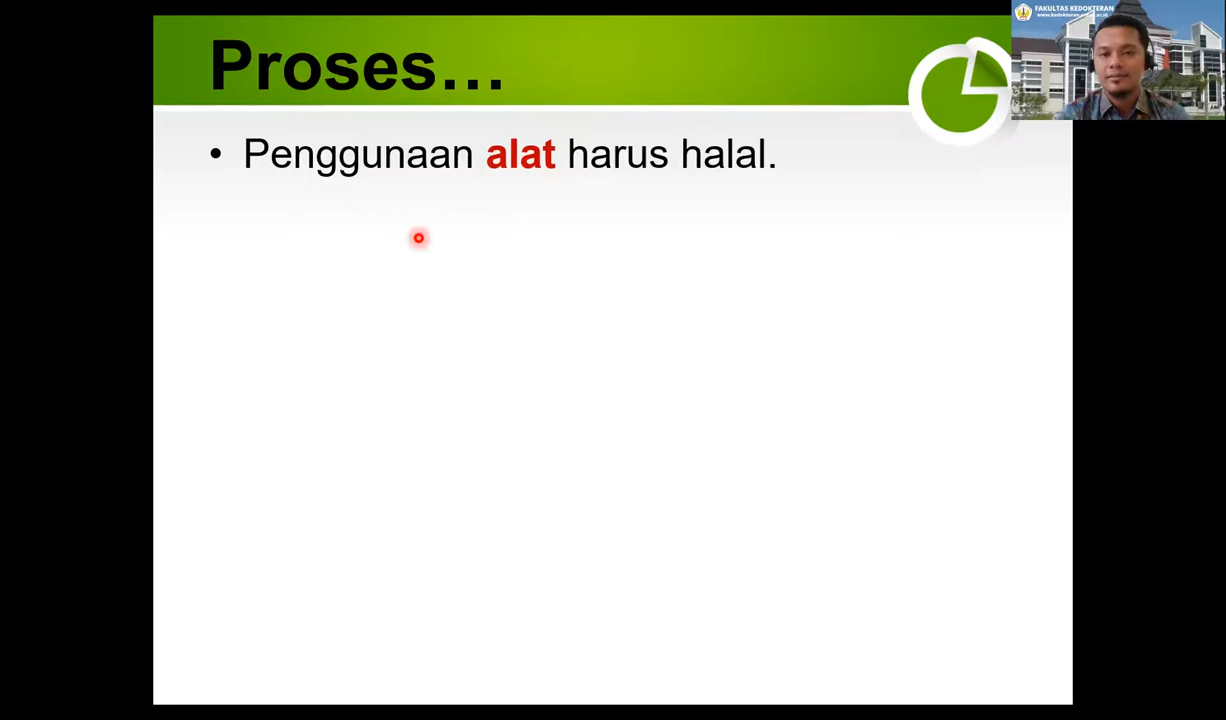 Proses…
• Penggunaan alat harus halal.
FAKULTAS KEDOKTERAN